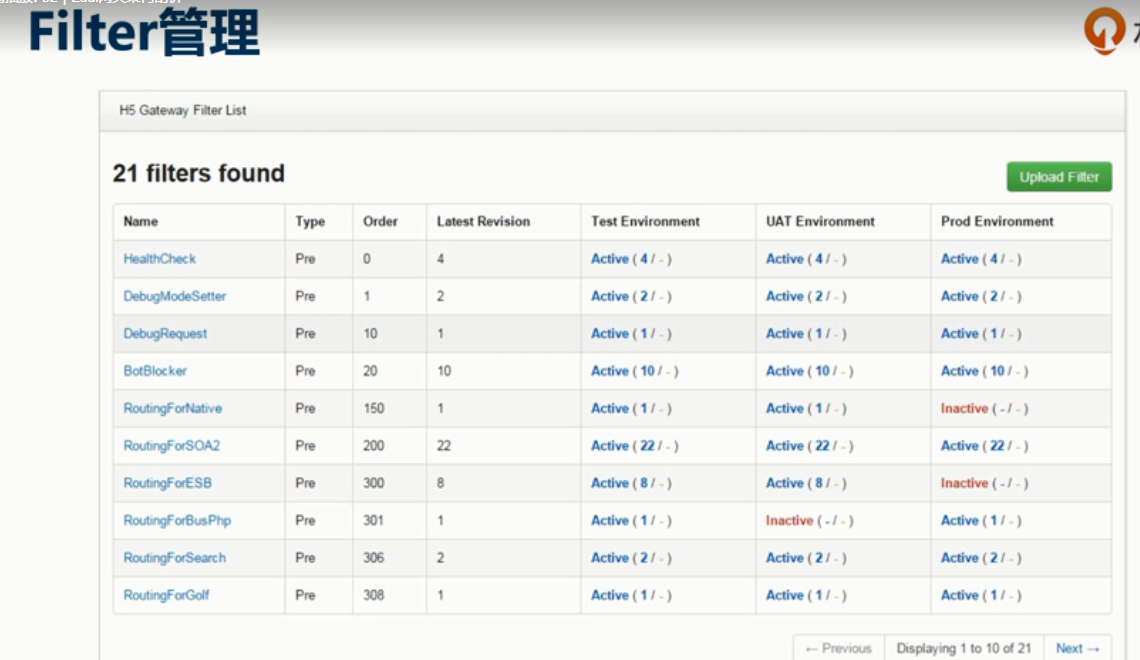 Filter管理
H5 Gateway Filter List
21 filters found
Upload Filter
Name Type Order Latest Revision Test Environment UAT Environment Prod Environment
HealthCheck Pre 0 4 Active ( 4 / - ) Active ( 4 / - ) Active ( 4 / - )
DebugModeSetter Pre 1 2 Active ( 2 / - ) Active ( 2 / - ) Active ( 2 / - )
DebugRequest Pre 10 1 Active ( 1 / - ) Active ( 1 / - ) Active ( 1 / - )
BotBlocker Pre 20 10 Active ( 10 / - ) Active ( 10 / - ) Active ( 10 / - )
RoutingForNative Pre 150 1 Active ( 1 / - ) Active ( 1 / - ) Inactive ( - / - )
RoutingForSOA2 Pre 200 22 Active ( 22 / - ) Active ( 22 / - ) Active ( 22 / - )
RoutingForESB Pre 300 8 Active ( 8 / - ) Active ( 8 / - ) Inactive ( - / - )
RoutingForBusPhp Pre 301 1 Active ( 1 / - ) Inactive ( - / - ) Active ( 1 / - )
RoutingForSearch Pre 306 2 Active ( 2 / - ) Active ( 2 / - ) Active ( 2 / - )
RoutingForGolf Pre 308 1 Active ( 1 / - ) Active ( 1 / - ) Active ( 1 / - )
← Previous Displaying 1 to 10 of 21 Next →